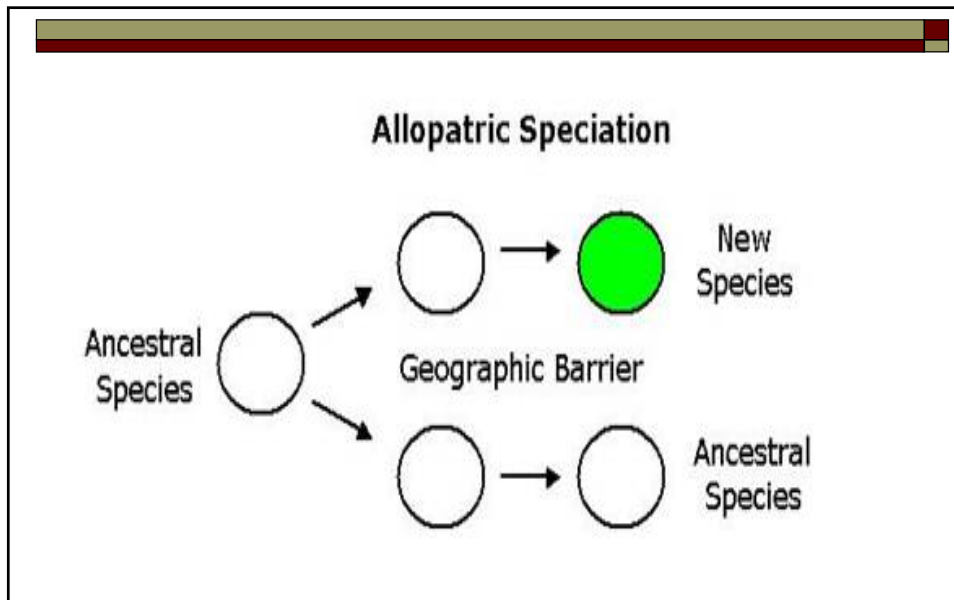 Allopatric Speciation
New
Species
Ancestral
Species
Geographic Barrier
Ancestral
Species